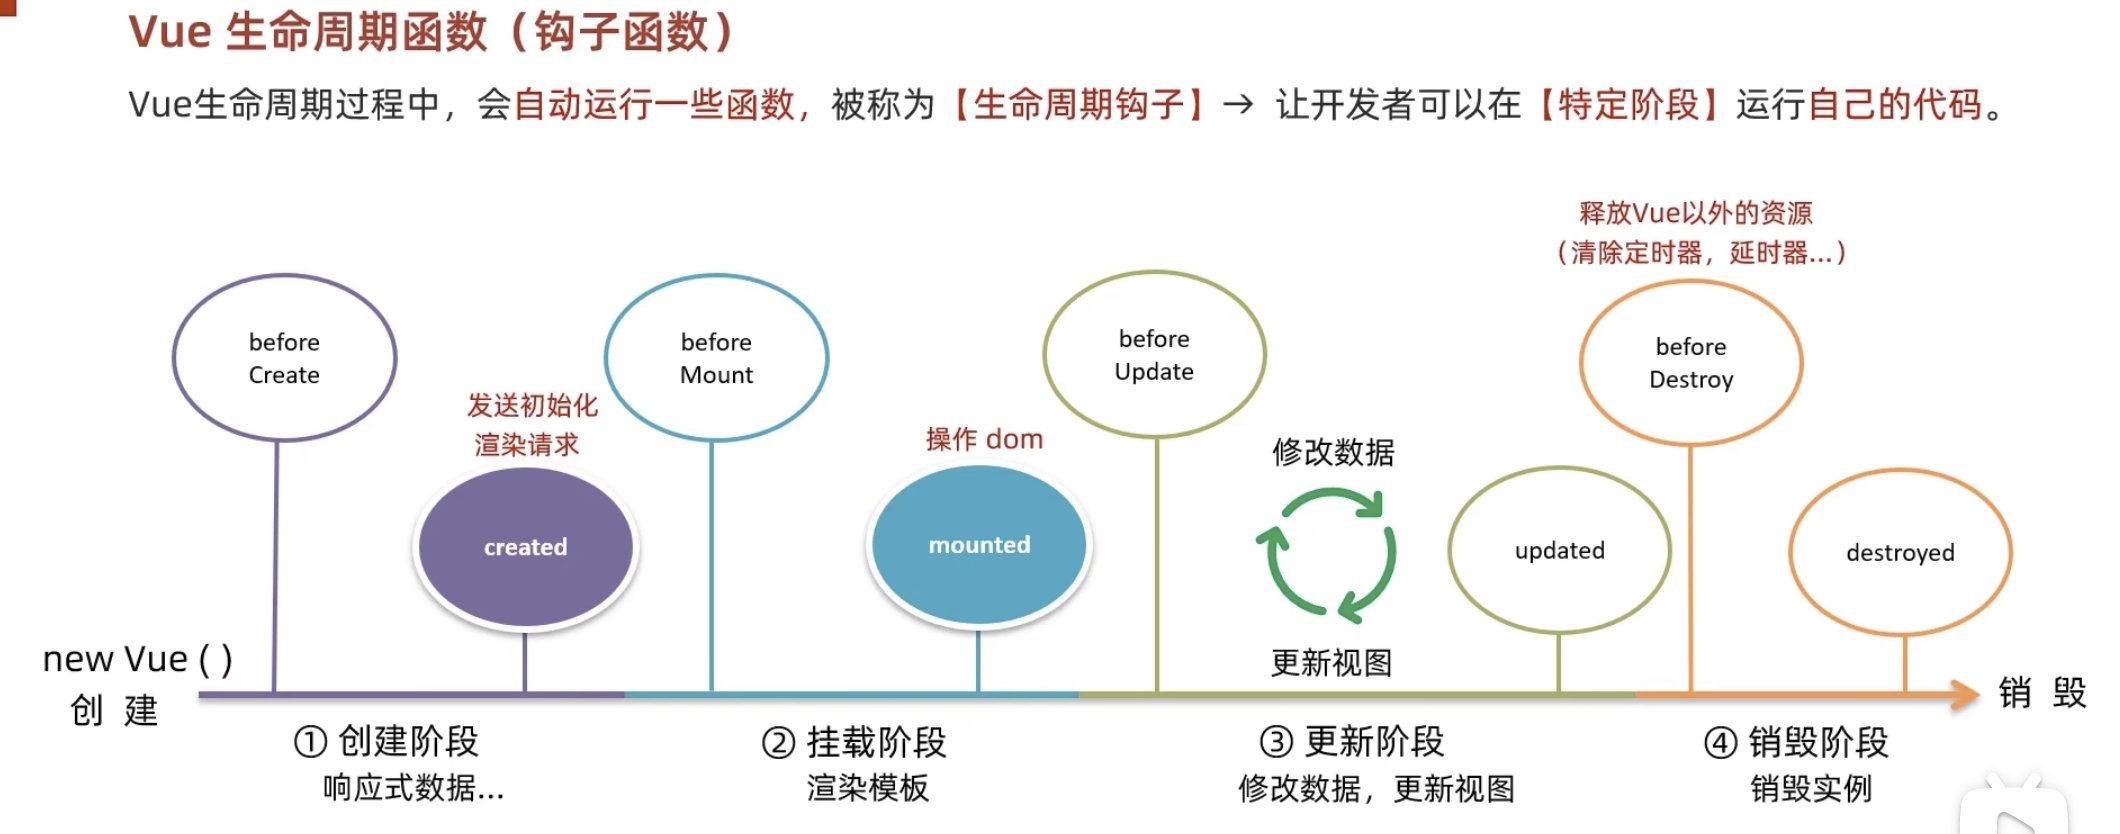 Vue 生命周期函数（钩子函数）
Vue生命周期过程中，会自动运行一些函数，被称为【生命周期钩子】→ 让开发者可以在【特定阶段】运行自己的代码。
释放Vue以外的资源
（清除定时器，延时器...）
before
Create
发送初始化
渲染请求
created
before
Mount
操作 dom
mounted
before
Update
修改数据
更新视图
updated
before
Destroy
destroyed
new Vue ( )
创 建
销 毁
① 创建阶段
响应式数据...
② 挂载阶段
渲染模板
③ 更新阶段
修改数据，更新视图
④ 销毁阶段
销毁实例